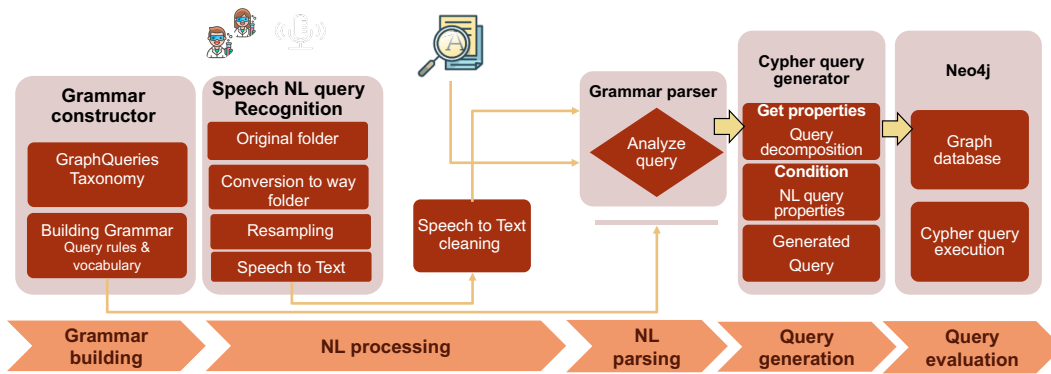 Grammar
constructor
GraphQueries
Taxonomy
Building Grammar
Query rules &
vocabulary
Speech NL query
Recognition
Original folder
Conversion to way
folder
Resampling
Speech to Text
Speech to Text
cleaning
A
Grammar parser
Analyze
query
Cypher query
generator
Get properties
Query
decomposition
Condition
NL query
properties
Generated
Query
Neo4j
Graph
database
Cypher query
execution
Grammar
building
NL processing
NL
parsing
Query
generation
Query
evaluation